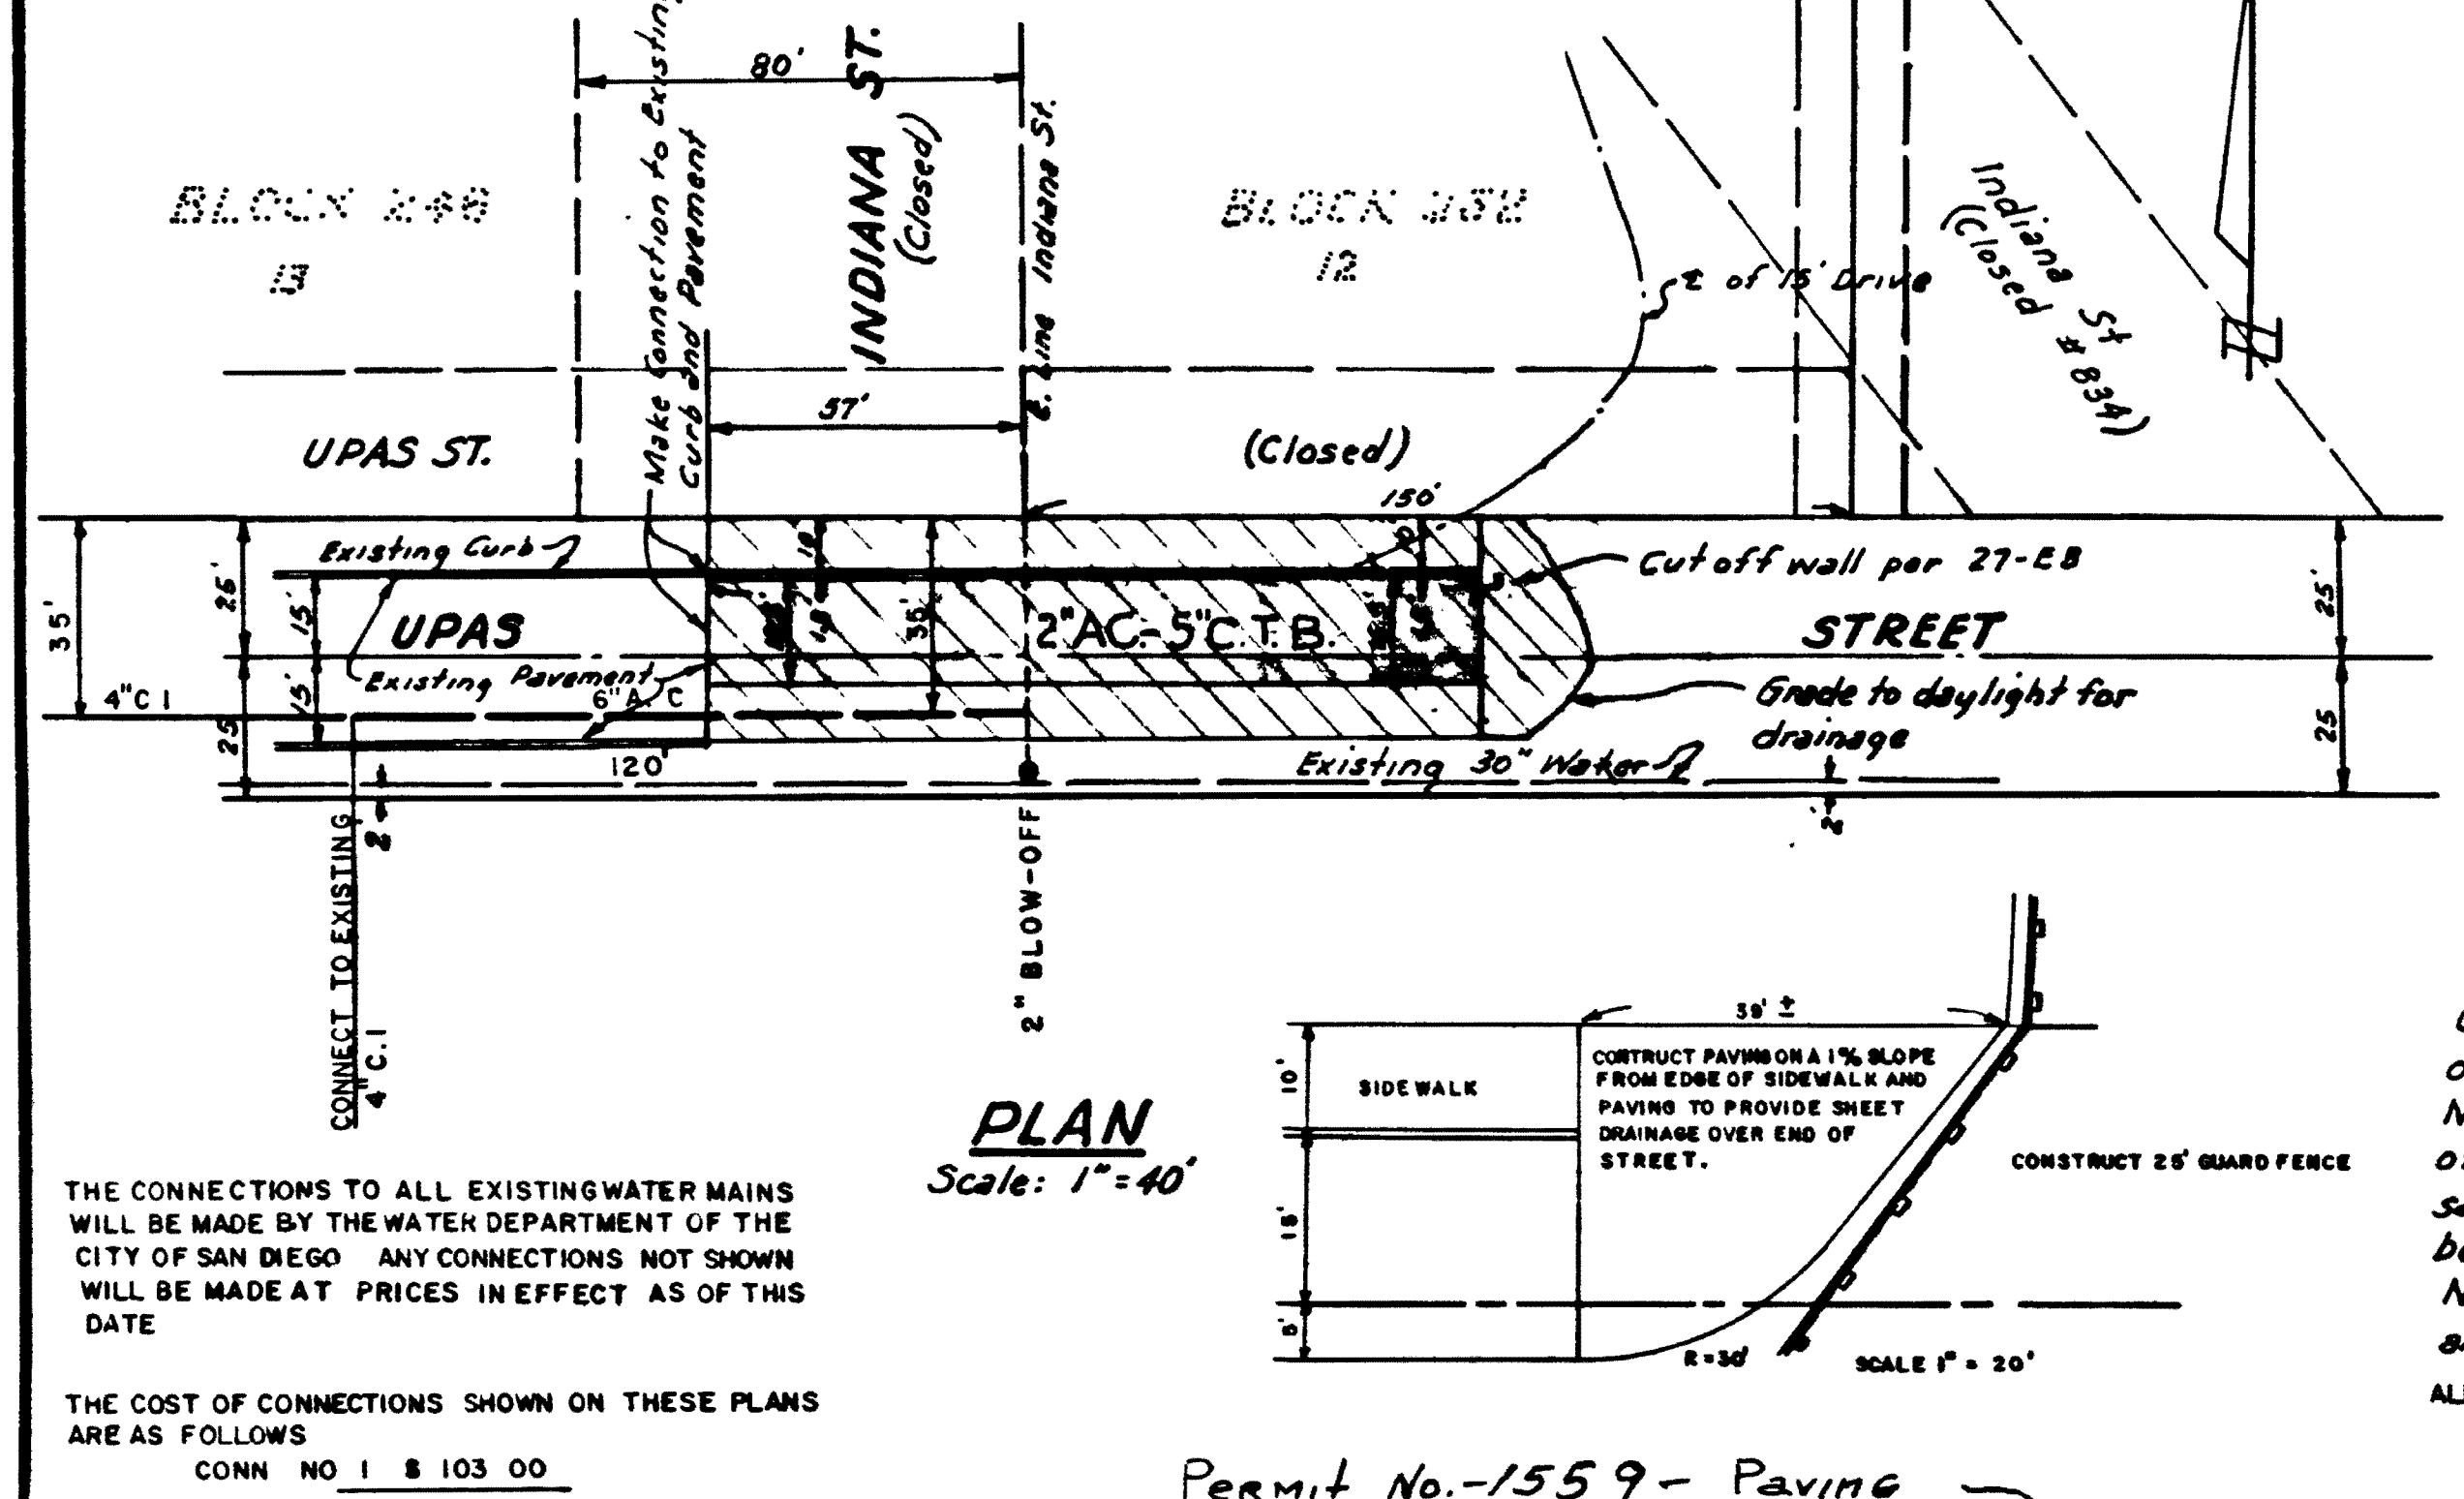 80'
INDIANA ST.
(Closed)
E. Line Indiana St.
Make Connection to Existing
Curb and Pavement
BLOCK
BLOCK
12
℄ of 15' Drive
Indiana St
(Closed # 834)
57'
UPAS ST.
(Closed)
150'
Existing Curb
Cut off wall per 27-EB
35'
25'
15'
10'
35'
25'
UPAS
2"AC.-5"C.T.B.
STREET
Existing Pavement
Grade to daylight for
drainage
4"C I
6" A. C
15'
25
25
120'
Existing 30" Water
2'
2'
CONNECT TO EXISTING
4" C.I
2" BLOW-OFF
PLAN
Scale: 1"=40'
39' ±
10'
SIDEWALK
CONTRUCT PAVING ON A 1% SLOPE
FROM EDGE OF SIDEWALK AND
PAVING TO PROVIDE SHEET
DRAINAGE OVER END OF
STREET.
CONSTRUCT 25' GUARD FENCE
R=30'
SCALE 1" = 20'
THE CONNECTIONS TO ALL EXISTING WATER MAINS
WILL BE MADE BY THE WATER DEPARTMENT OF THE
CITY OF SAN DIEGO ANY CONNECTIONS NOT SHOWN
WILL BE MADE AT PRICES IN EFFECT AS OF THIS
DATE
THE COST OF CONNECTIONS SHOWN ON THESE PLANS
ARE AS FOLLOWS
CONN NO 1 $ 103 00
Permit No.-1559- Paving